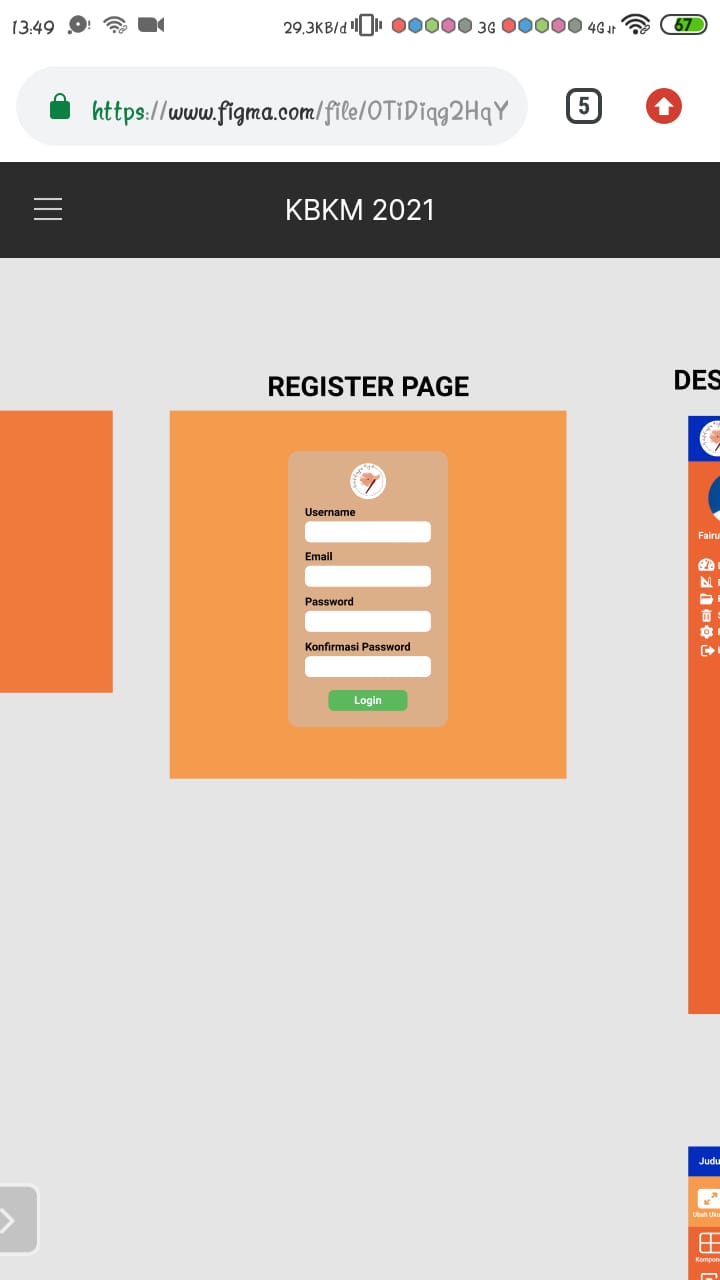 13:49
29,3KB/d
3G
4G
67
https://www.figma.com/file/OTiDiqg2HqY
5
KBKM 2021
REGISTER PAGE
DES
Username
Email
Password
Konfirmasi Password
Login
Fairu
Judu
Ubah Uku
Kompon